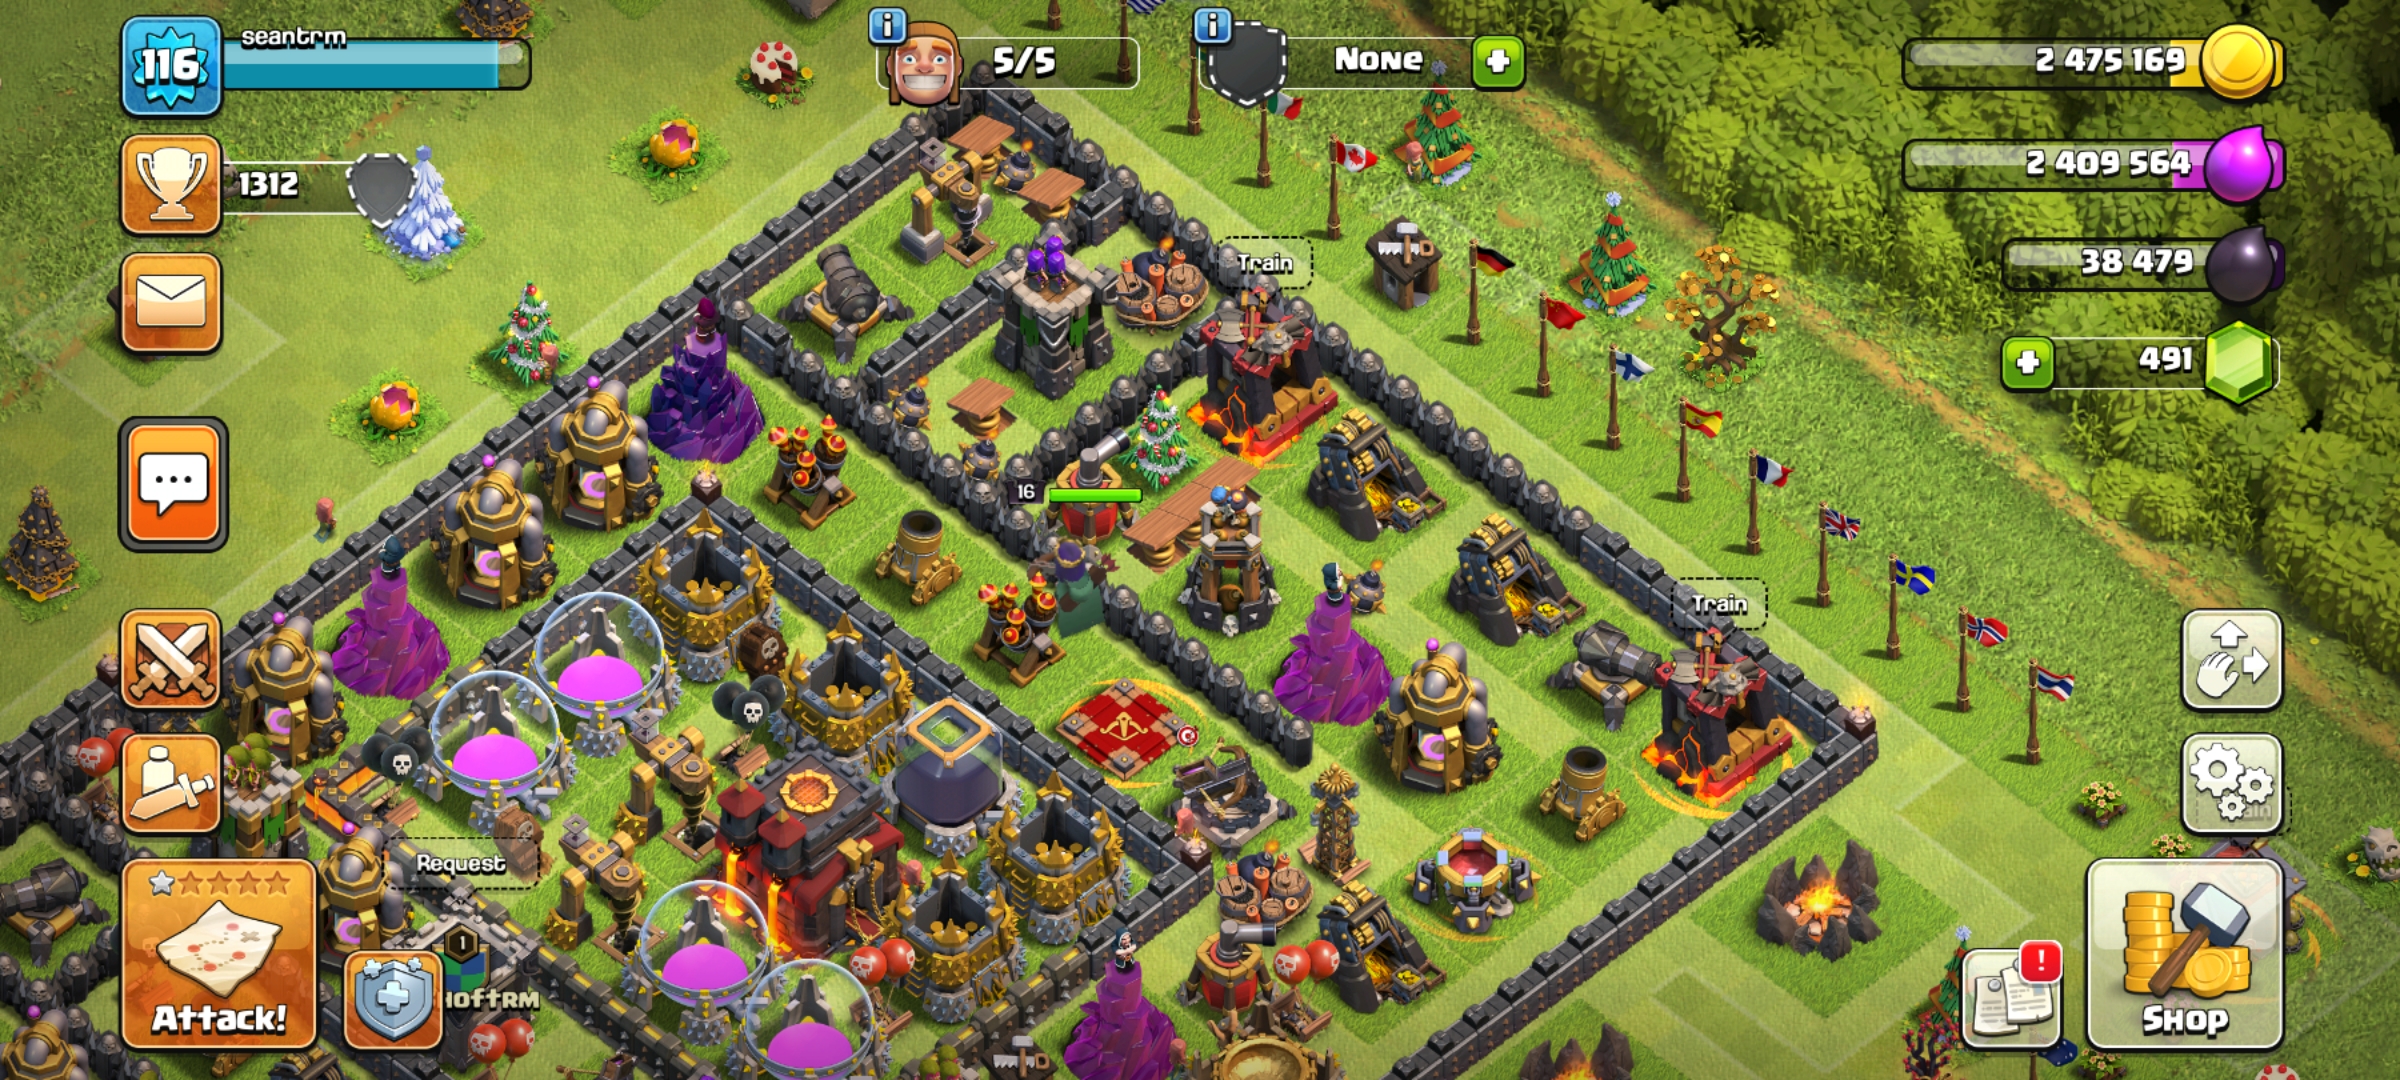 116
seantrm
5/5
None
2 475 169
1312
2 409 564
Train
38 479
491
16
Train
Request
1
Attack!
Shop